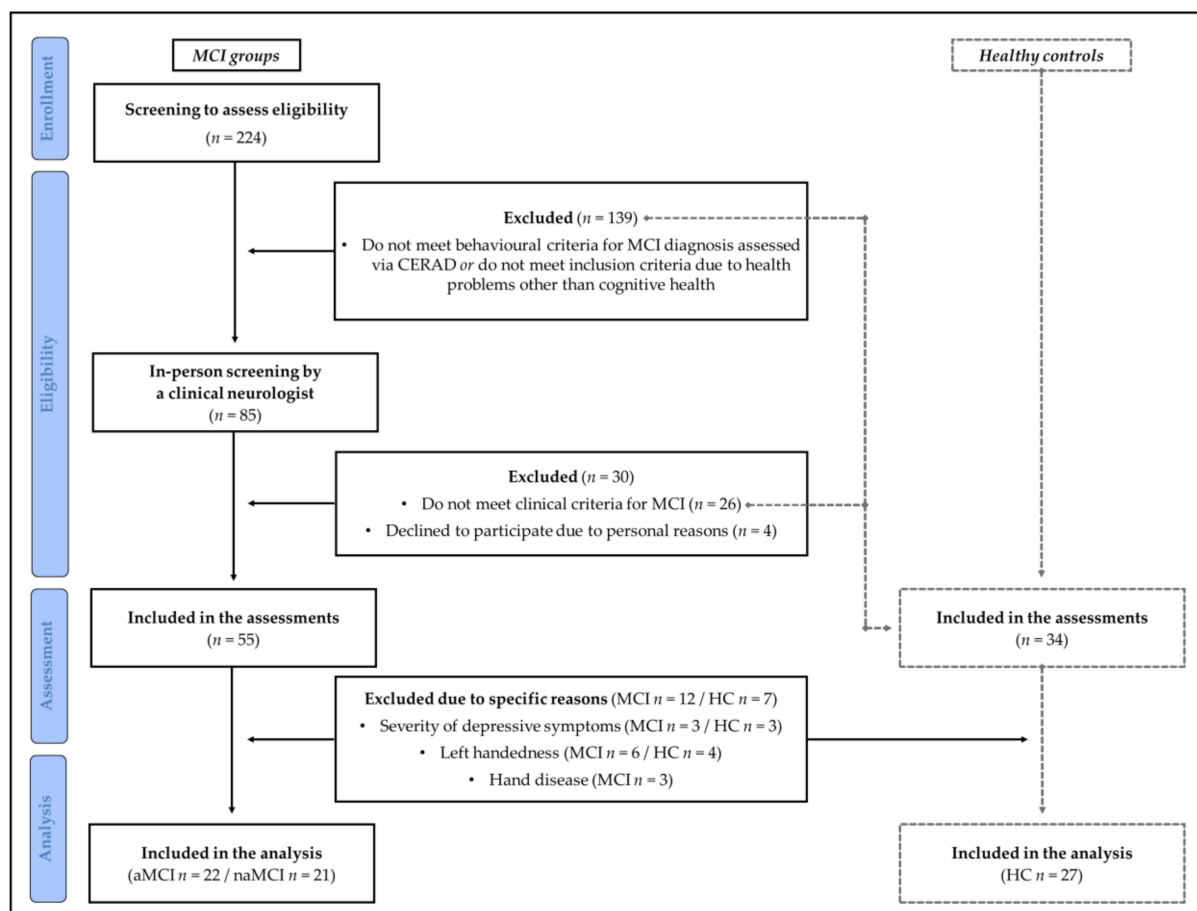 Enrollment
MCI groups
Healthy controls
Screening to assess eligibility
(n = 224)
Eligibility
Excluded (n = 139)
• Do not meet behavioural criteria for MCI diagnosis assessed
via CERAD or do not meet inclusion criteria due to health
problems other than cognitive health
In-person screening by
a clinical neurologist
(n = 85)
Excluded (n = 30)
• Do not meet clinical criteria for MCI (n = 26)
• Declined to participate due to personal reasons (n = 4)
Assessment
Included in the assessments
(n = 55)
Included in the assessments
(n = 34)
Excluded due to specific reasons (MCI n = 12 / HC n = 7)
• Severity of depressive symptoms (MCI n = 3 / HC n = 3)
• Left handedness (MCI n = 6 / HC n = 4)
• Hand disease (MCI n = 3)
Analysis
Included in the analysis
(aMCI n = 22 / naMCI n = 21)
Included in the analysis
(HC n = 27)